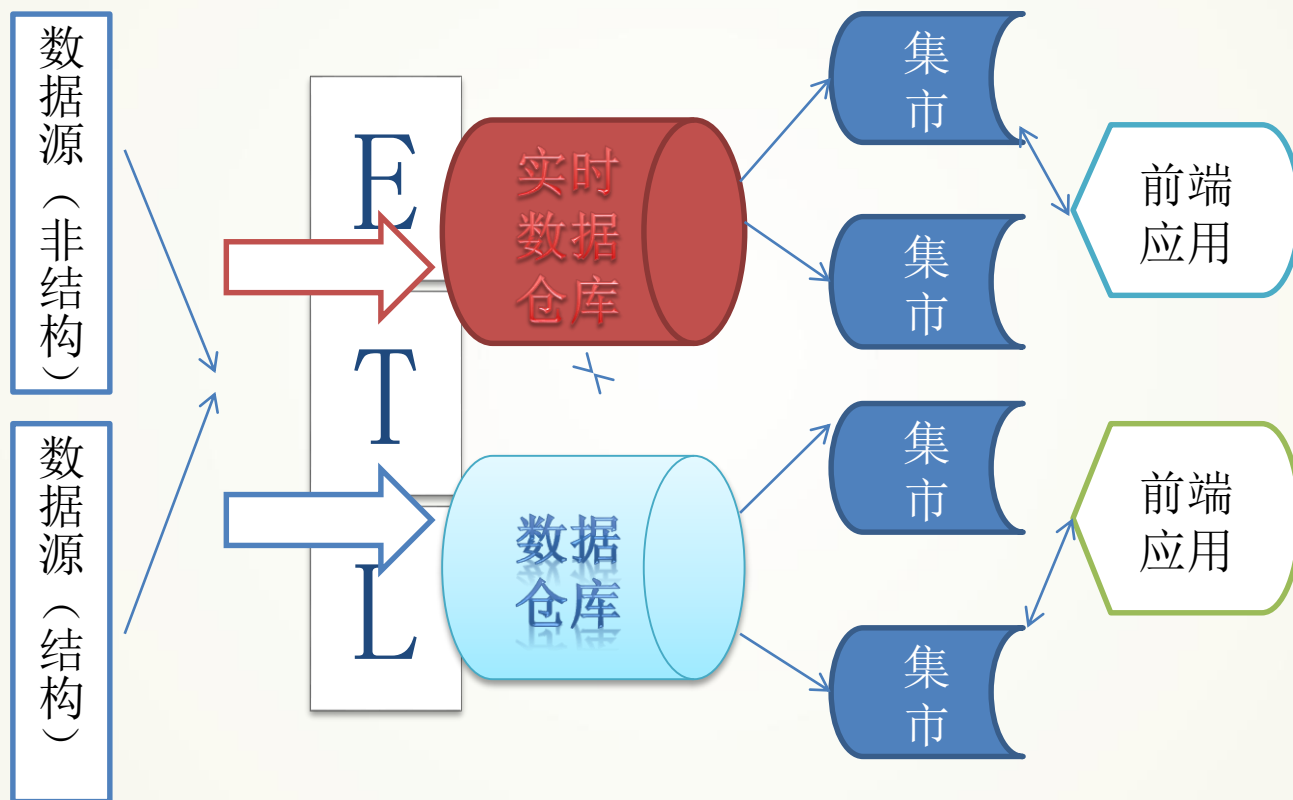 数据源（非结构）
数据源（结构）
E
T
L
实时
数据
仓库
数据
仓库
集
市
集
市
集
市
集
市
前端
应用
前端
应用